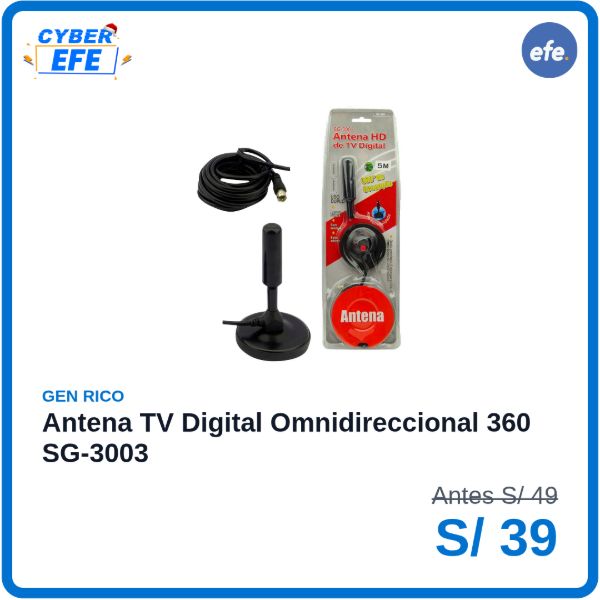 CYBER
EFE
efe.
Antena HD
de TV Digital
5M
Antena
GEN RICO
Antena TV Digital Omnidireccional 360
SG-3003
Antes S/ 49
S/ 39